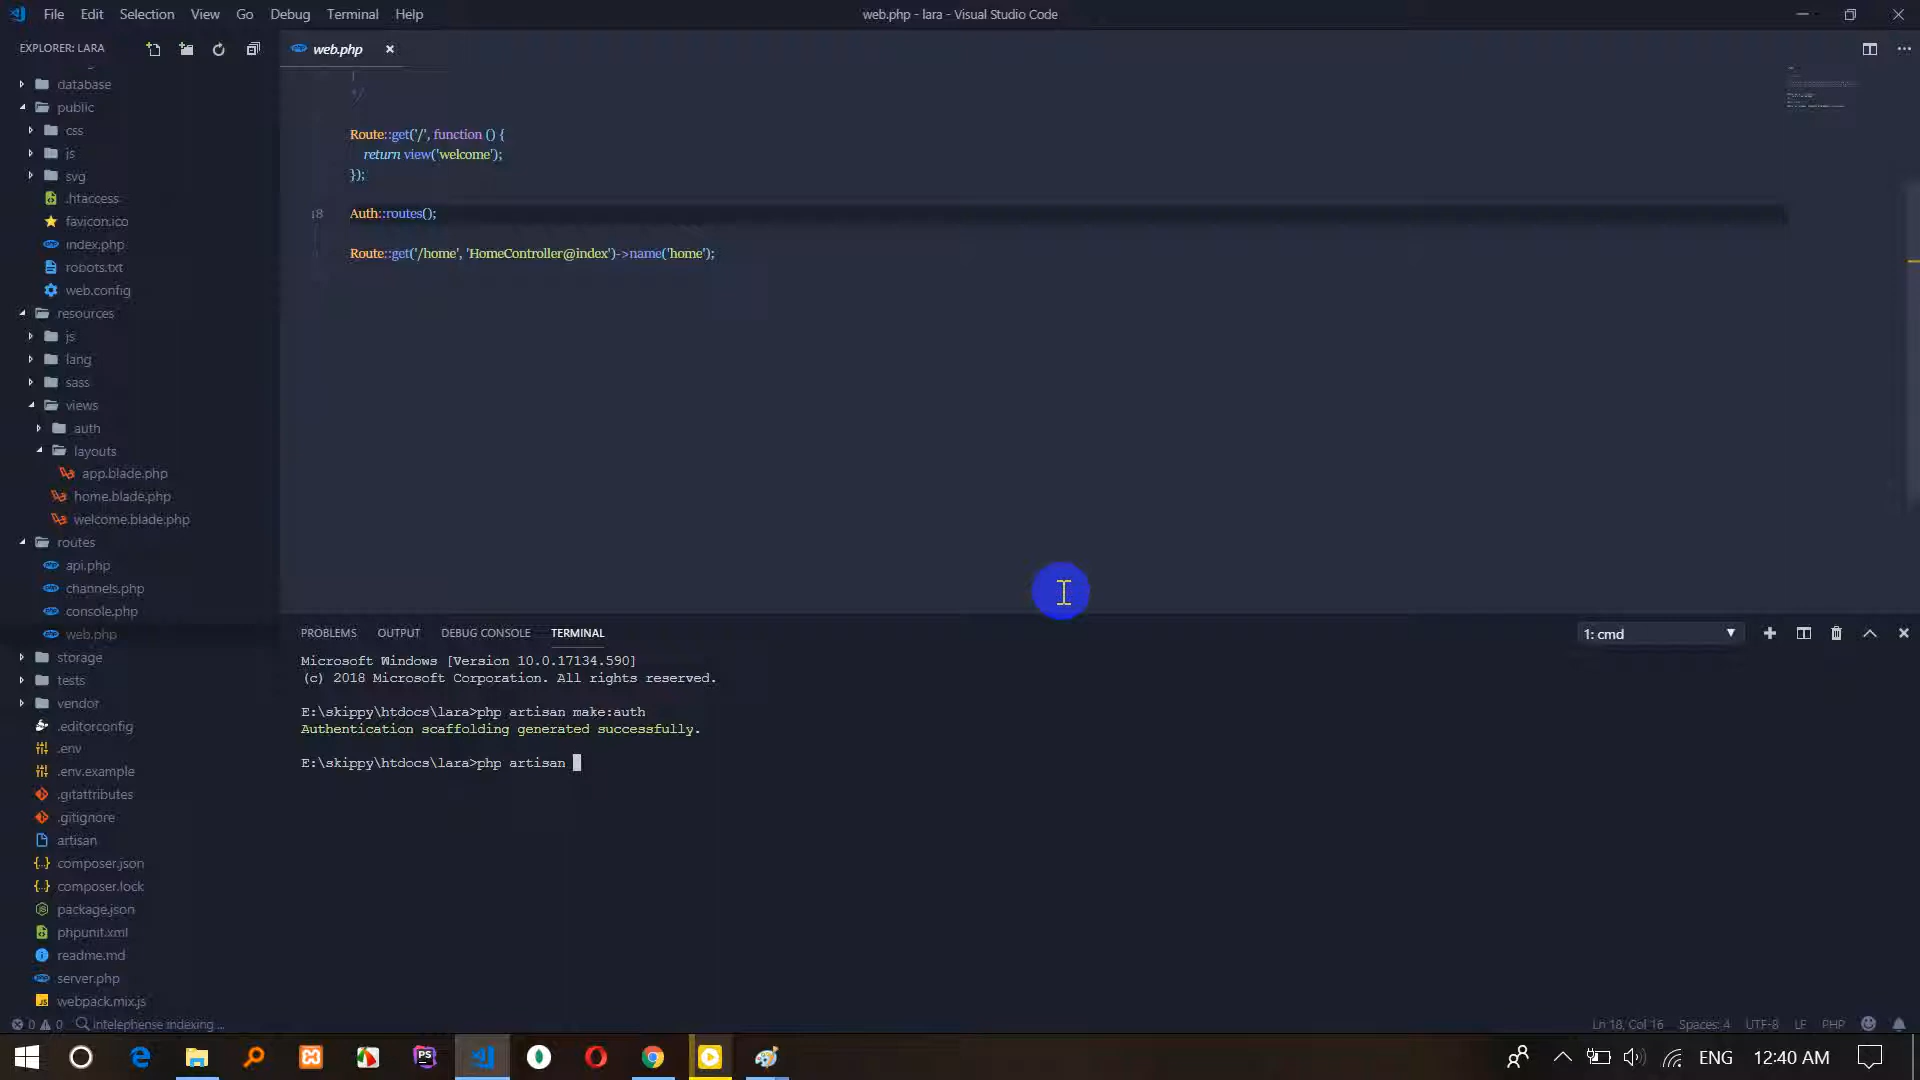 File Edit Selection View Go Debug Terminal Help
web.php - lara - Visual Studio Code
EXPLORER: LARA
database
public
css
js
svg
.htaccess
favicon.ico
index.php
robots.txt
web.config
resources
js
lang
sass
views
auth
layouts
app.blade.php
home.blade.php
welcome.blade.php
routes
api.php
channels.php
console.php
web.php
storage
tests
vendor
.editorconfig
.env
.env.example
.gitattributes
.gitignore
artisan
composer.json
composer.lock
package.json
phpunit.xml
readme.md
server.php
webpack.mix.js
web.php
*/
Route::get('/', function () {
return view('welcome');
});
18 Auth::routes();
Route::get('/home', 'HomeController@index')->name('home');
PROBLEMS OUTPUT DEBUG CONSOLE TERMINAL
1: cmd
Microsoft Windows [Version 10.0.17134.590]
(c) 2018 Microsoft Corporation. All rights reserved.
E:\skippy\htdocs\lara>php artisan make:auth
Authentication scaffolding generated successfully.
E:\skippy\htdocs\lara>php artisan
0 0 intelephense indexing ...
Ln 18, Col 16 Spaces: 4 UTF-8 LF PHP
PS
ENG 12:40 AM